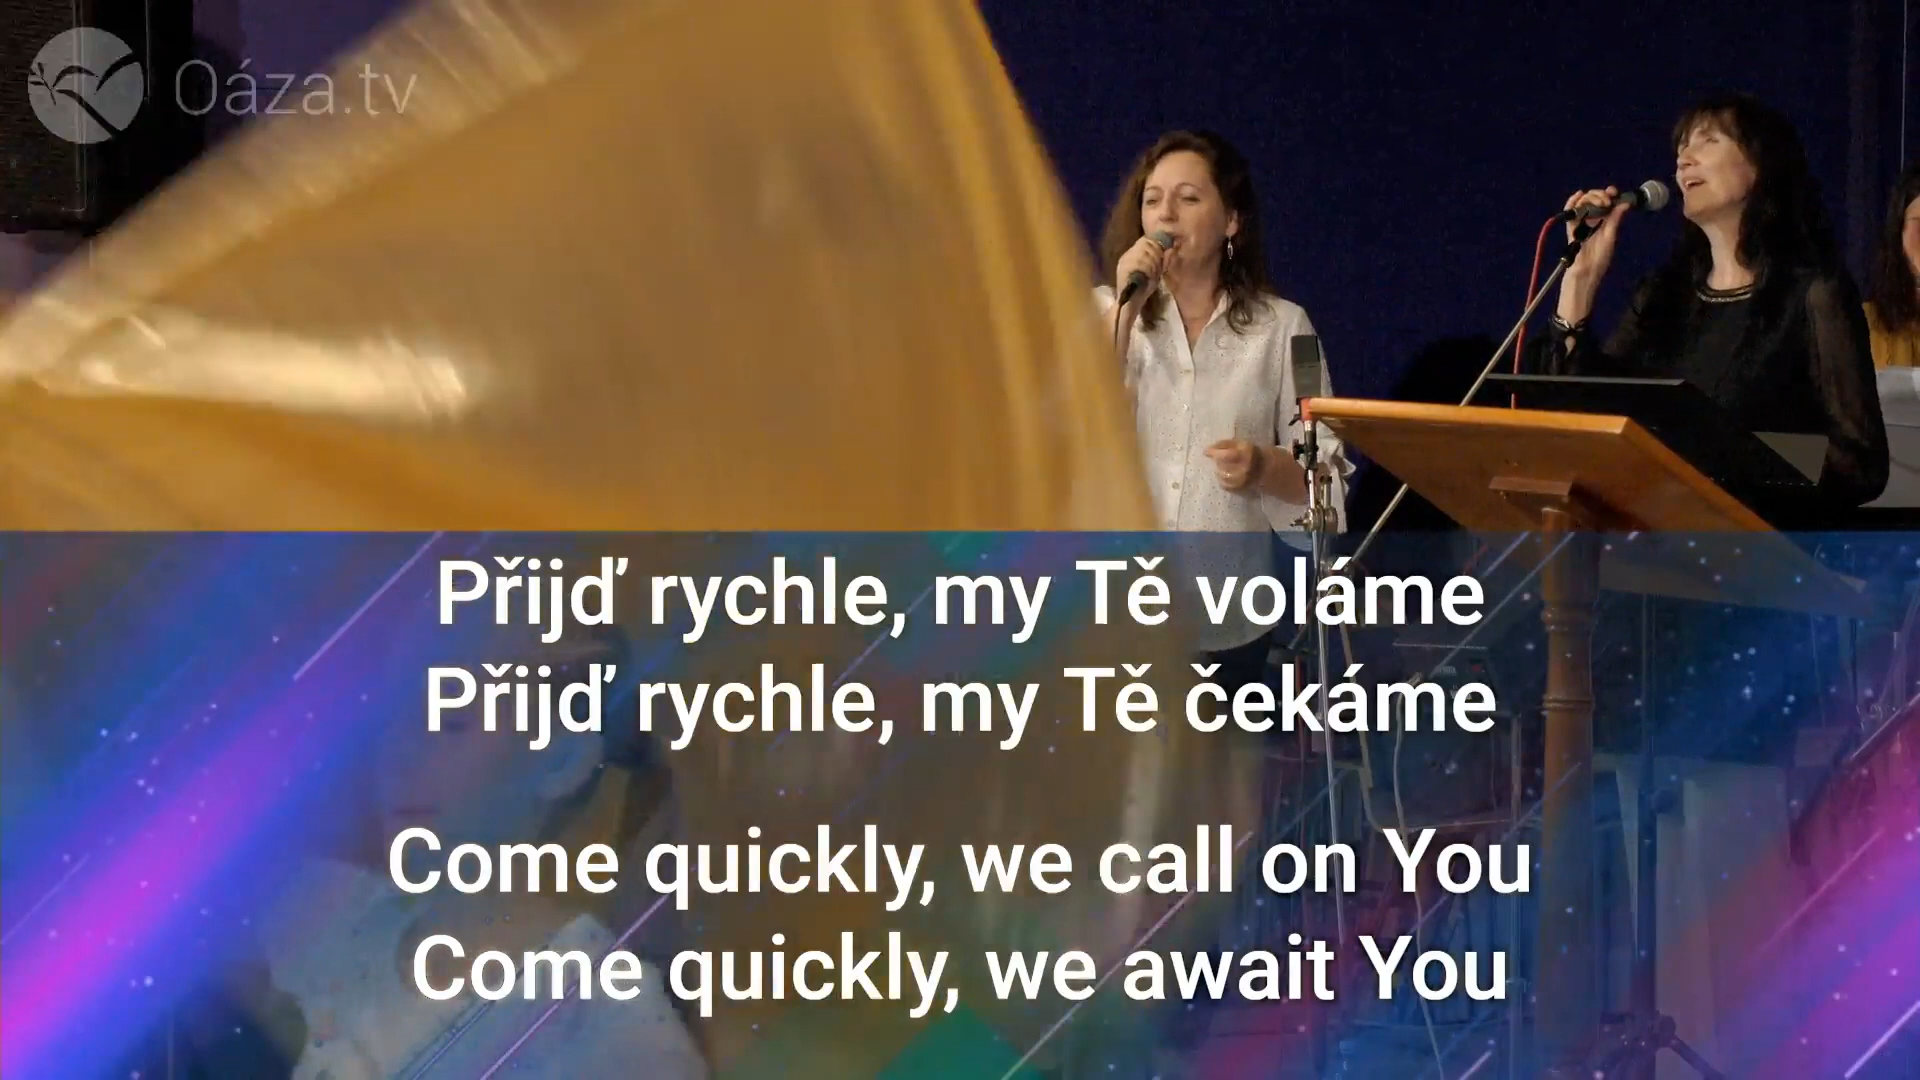 Oáza.tv
Přijď rychle, my Tě voláme
Přijď rychle, my Tě čekáme
Come quickly, we call on You
Come quickly, we await You